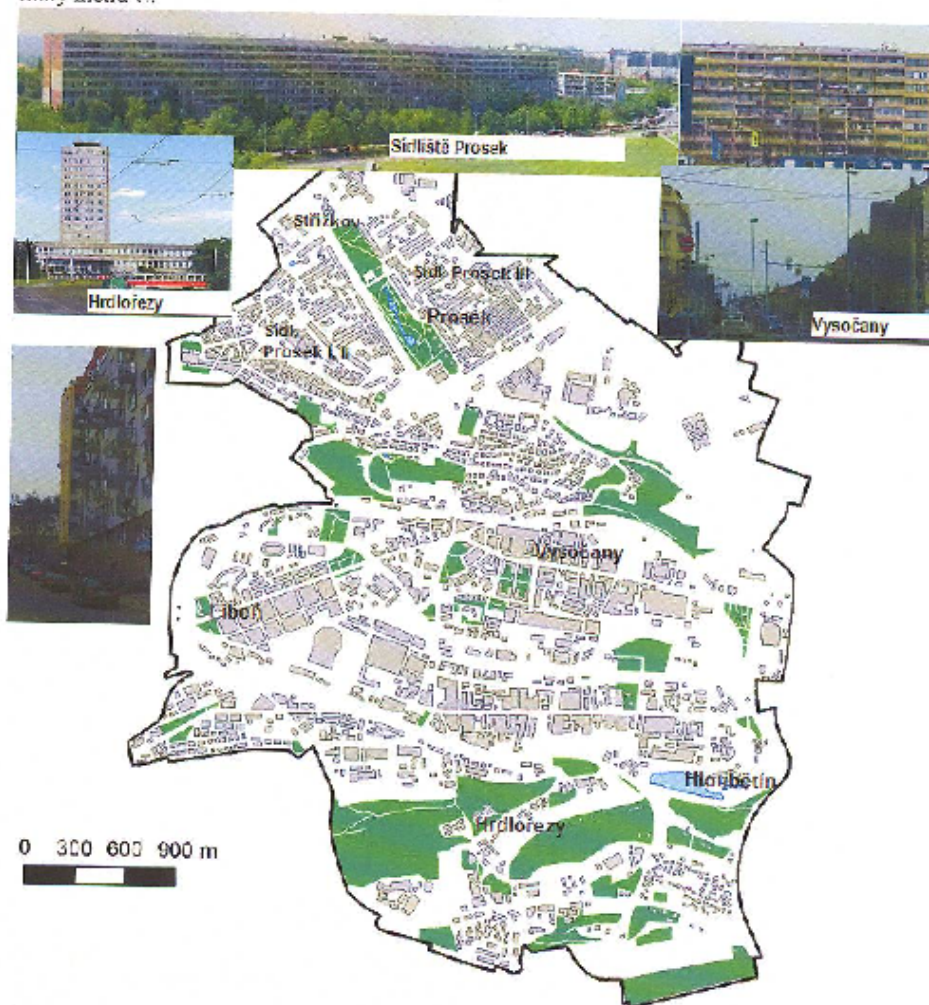 Sídliště Prosek
Hrdlořezy
Vysočany
Střížkov
Sídl. Prosek III
Prosek
Sídl.
Prosek I, II
Vysočany
Libeň
Hloubětín
Hrdlořezy
0 300 600 900 m